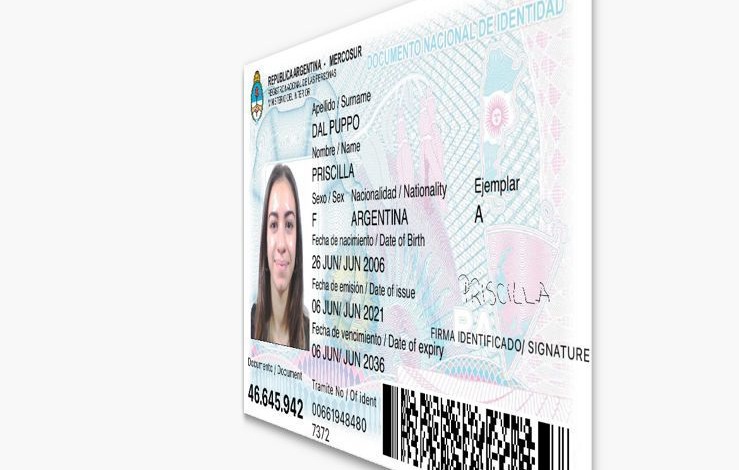 REPUBLICA ARGENTINA - MERCOSUR
REGISTRO NACIONAL DE LAS PERSONAS
MINISTERIO DEL INTERIOR
DOCUMENTO NACIONAL DE IDENTIDAD
Apellido / Surname
DAL PUPPO
Nombre / Name
PRISCILLA
Sexo / Sex Nacionalidad / Nationality
F ARGENTINA
Ejemplar
A
Fecha de nacimiento / Date of Birth
26 JUN/ JUN 2006
Fecha de emisión / Date of issue
06 JUN/ JUN 2021
Fecha de vencimiento / Date of expiry
06 JUN/ JUN 2036
PRISCILLA
FIRMA IDENTIFICADO/ SIGNATURE
Documento / Document
46.645.942
Tramite No / Of ident
00661948480
7372